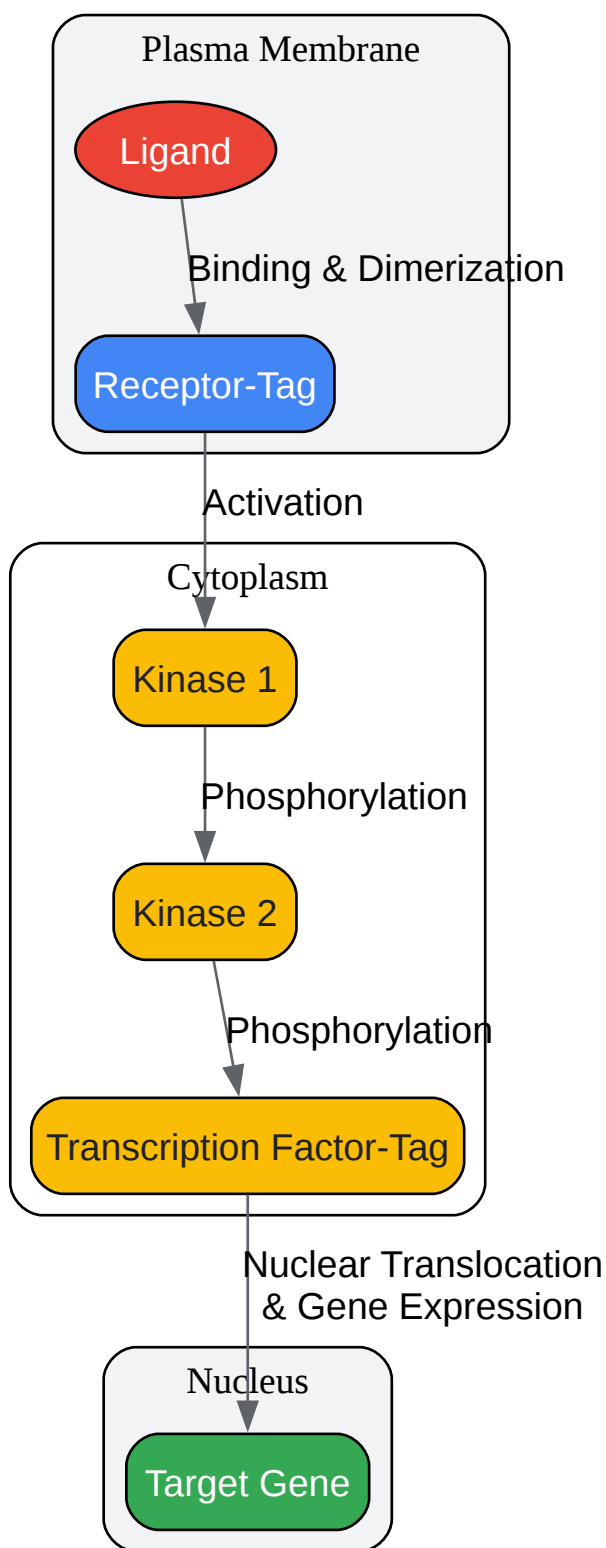 Plasma Membrane
Ligand
Binding & Dimerization
Receptor-Tag
Activation
Cytoplasm
Kinase 1
Phosphorylation
Kinase 2
Phosphorylation
Transcription Factor-Tag
Nuclear Translocation
& Gene Expression
Nucleus
Target Gene